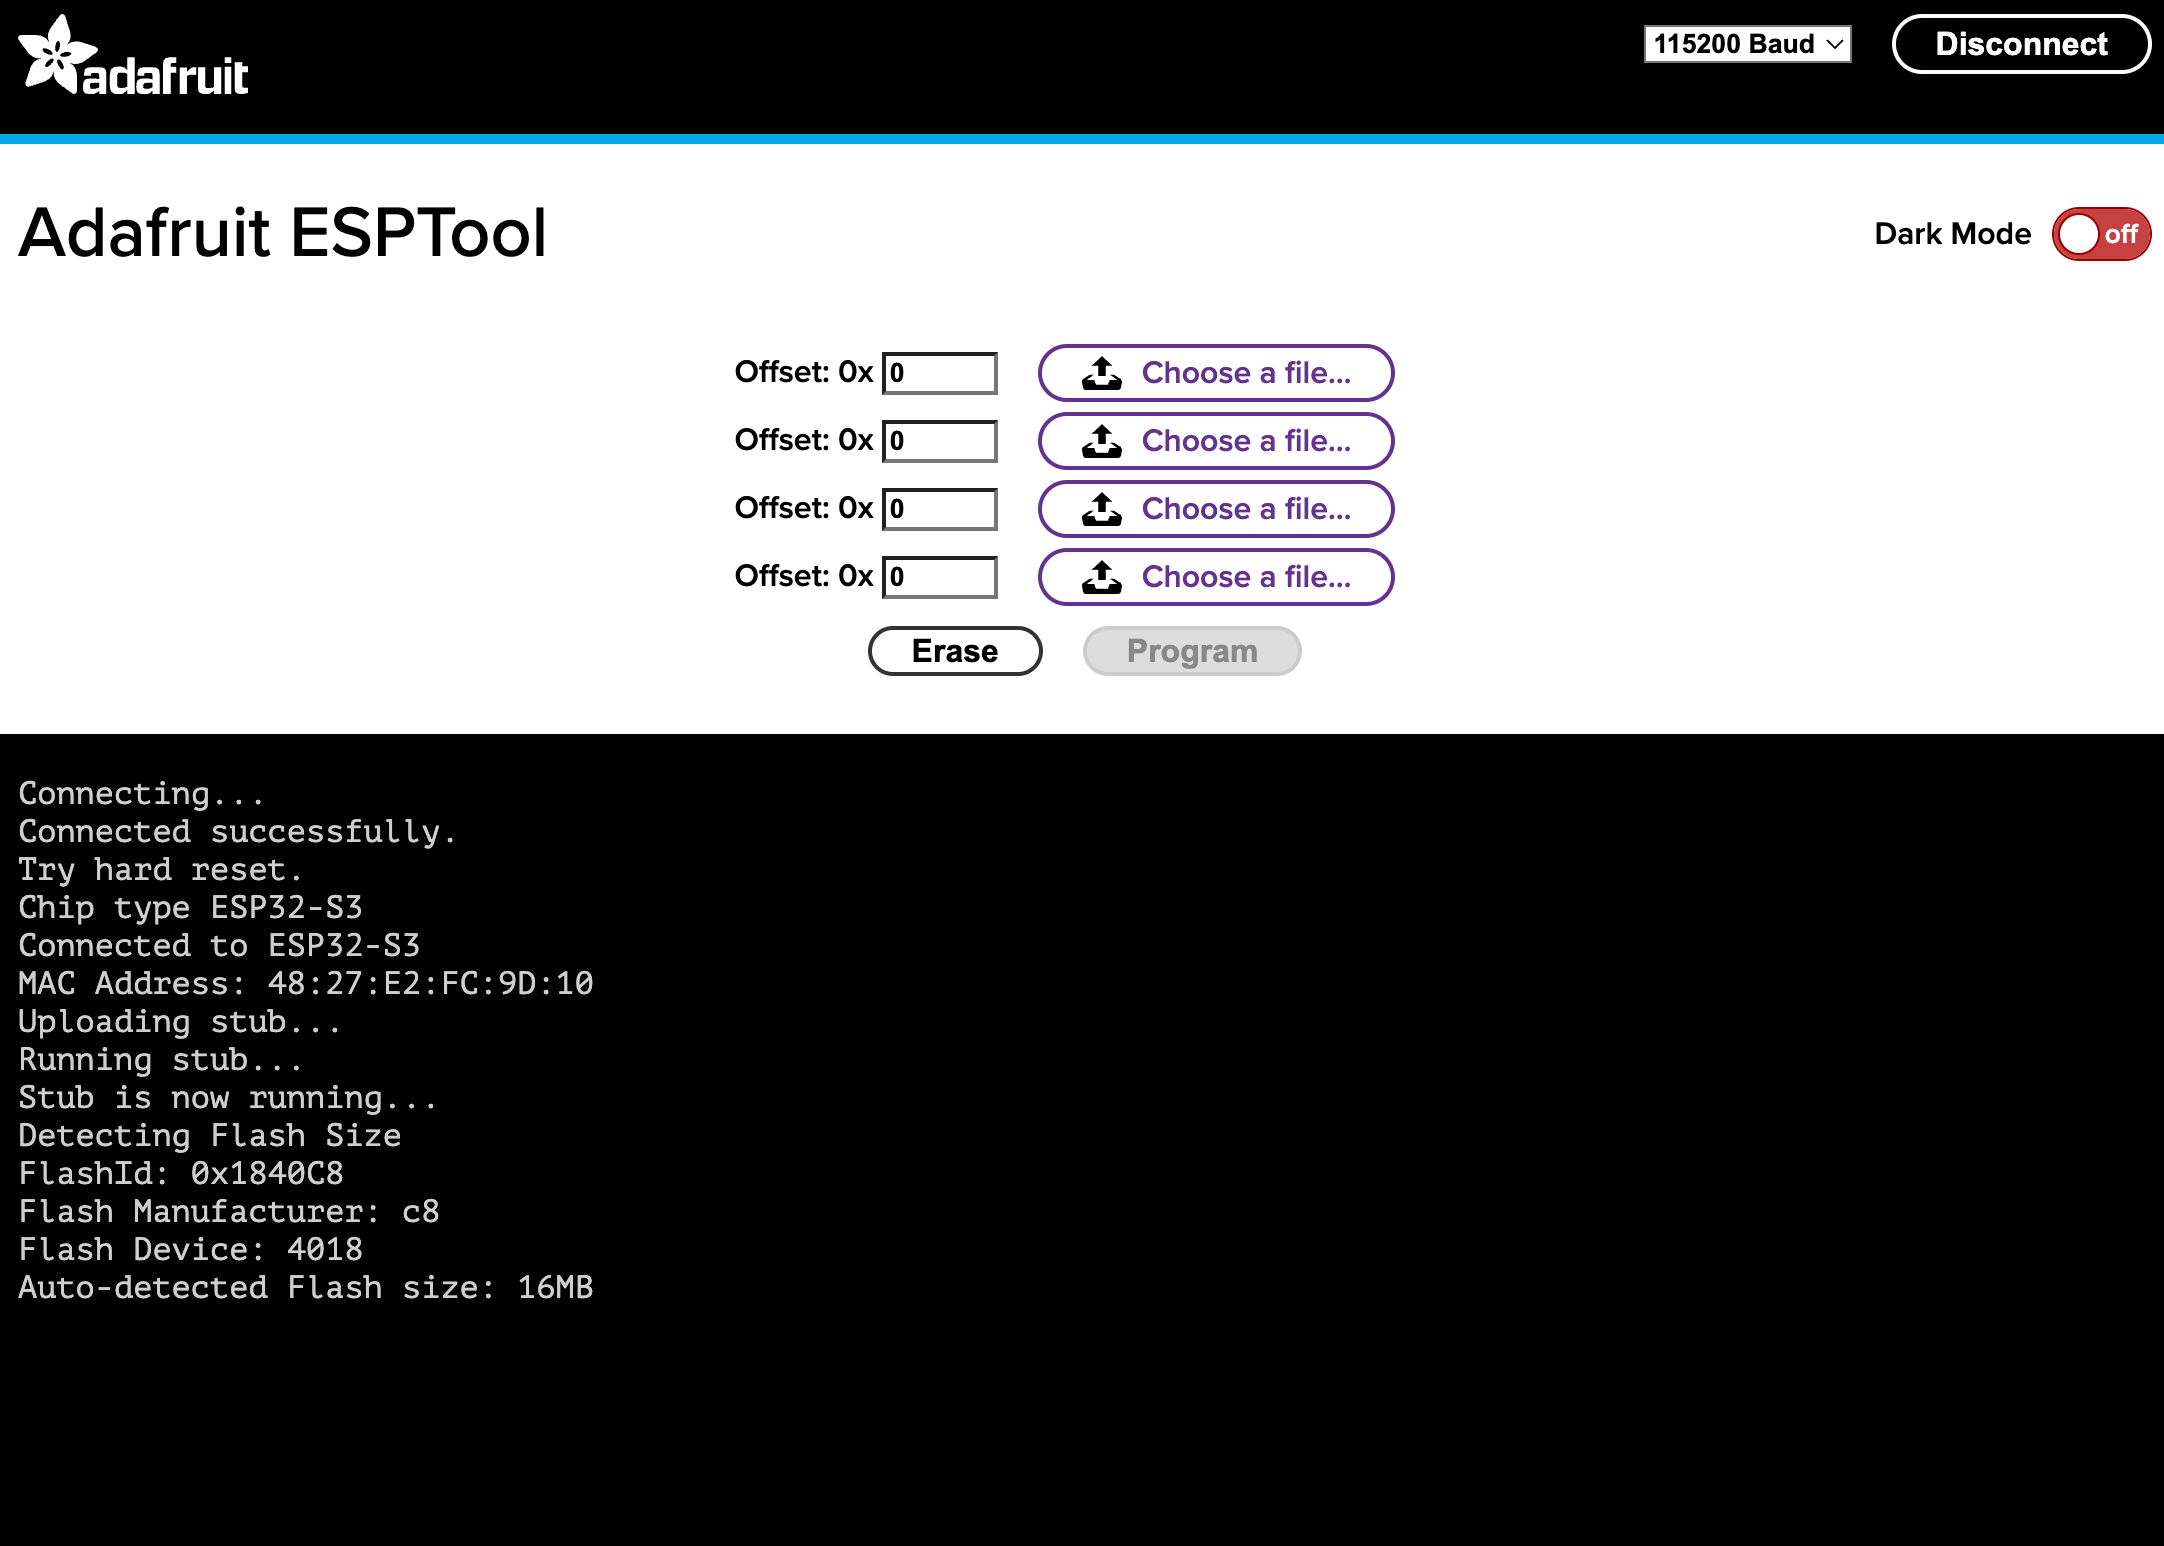 adafruit
115200 Baud
Disconnect
Adafruit ESPTool
Dark Mode off
Offset: 0x 0 Choose a file...
Offset: 0x 0 Choose a file...
Offset: 0x 0 Choose a file...
Offset: 0x 0 Choose a file...
Erase Program
Connecting...
Connected successfully.
Try hard reset.
Chip type ESP32-S3
Connected to ESP32-S3
MAC Address: 48:27:E2:FC:9D:10
Uploading stub...
Running stub...
Stub is now running...
Detecting Flash Size
FlashId: 0x1840C8
Flash Manufacturer: c8
Flash Device: 4018
Auto-detected Flash size: 16MB